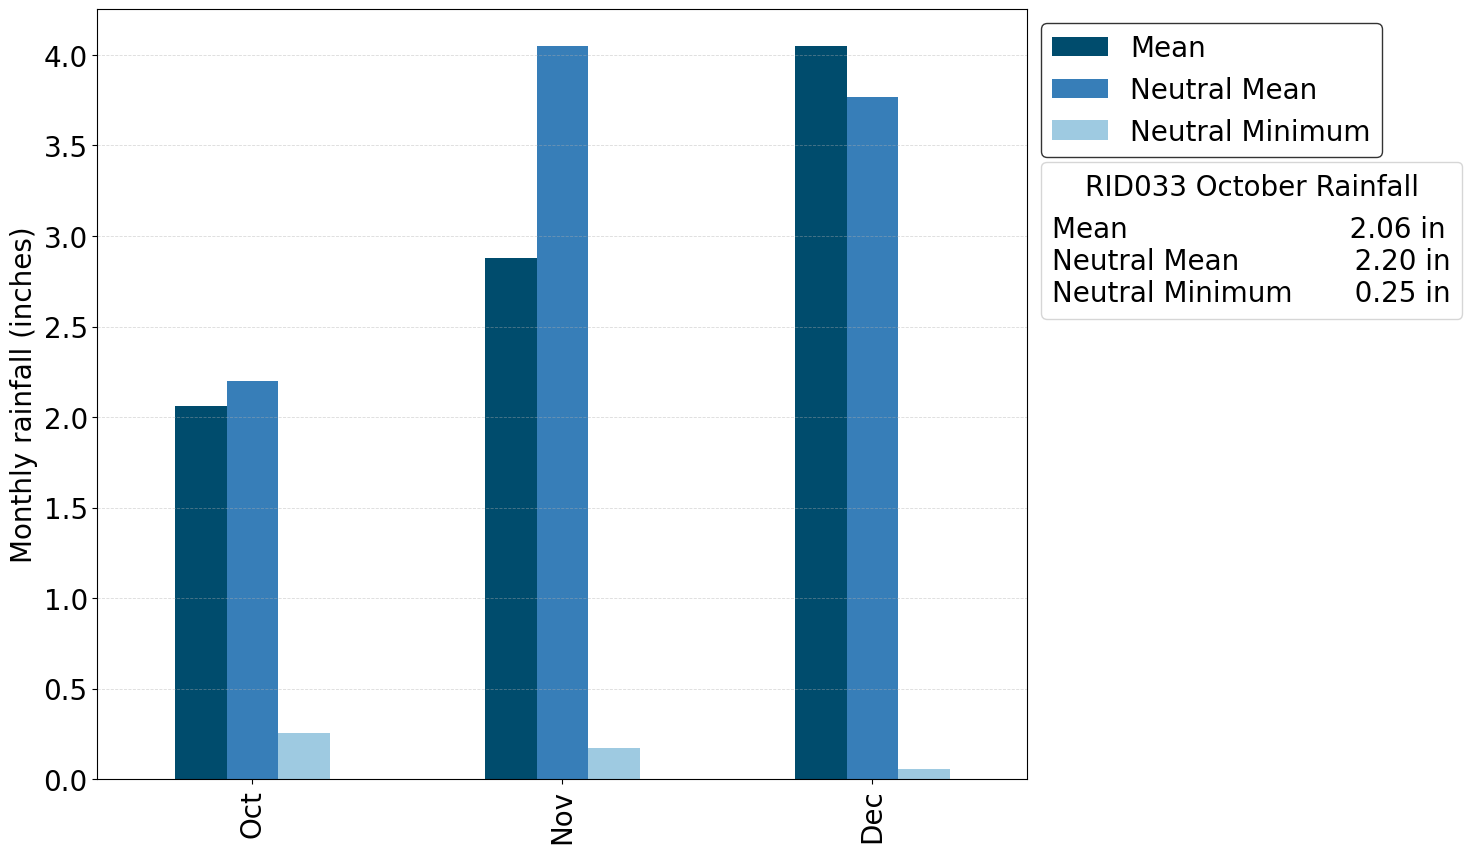 Monthly rainfall (inches)
4.0
3.5
3.0
2.5
2.0
1.5
1.0
0.5
0.0
Oct
Nov
Dec
Mean
Neutral Mean
Neutral Minimum
RID033 October Rainfall
Mean 2.06 in
Neutral Mean 2.20 in
Neutral Minimum 0.25 in